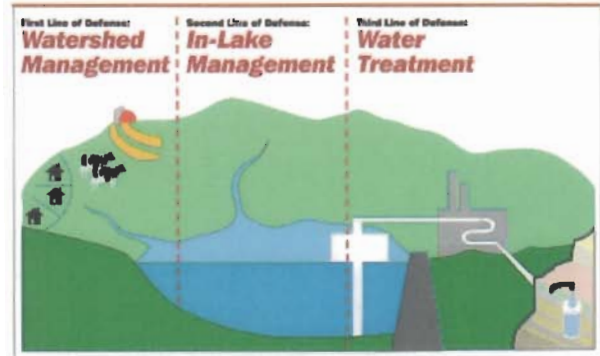 First Line of Defense:
Watershed
Management
Second Line of Defense:
In-Lake
Management
Third Line of Defense:
Water
Treatment